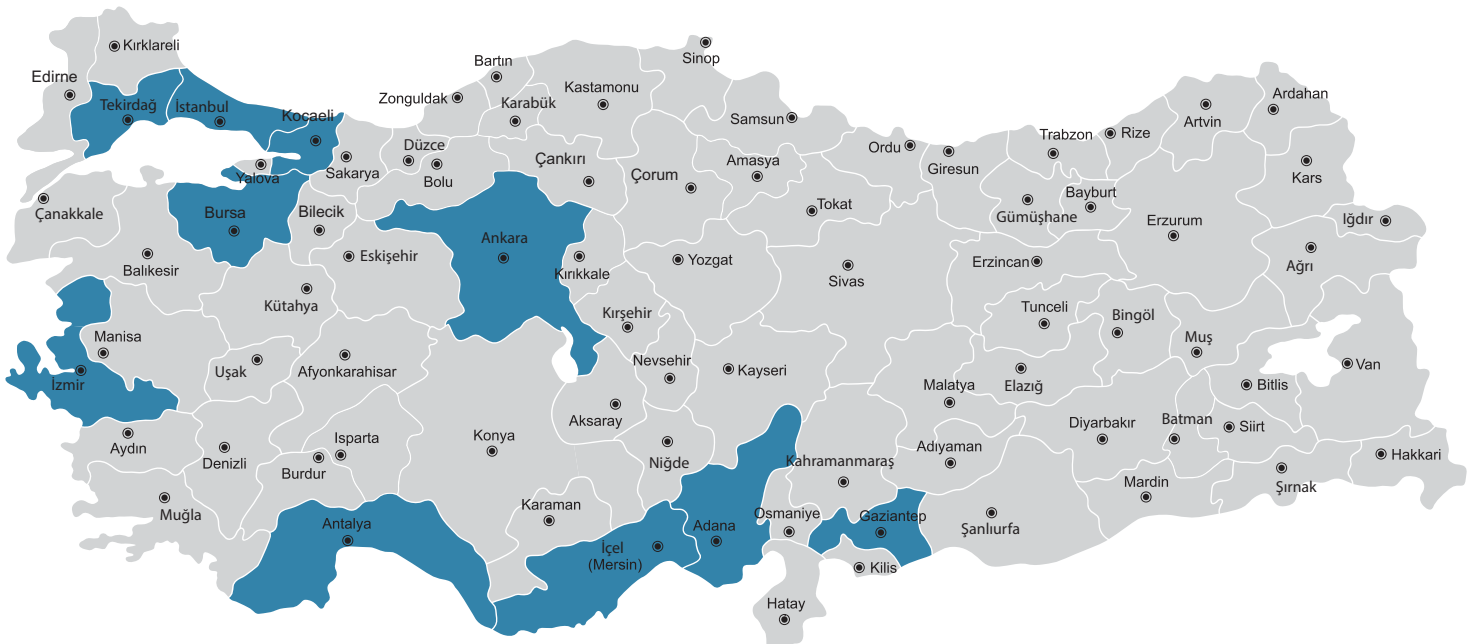 Kırklareli
Edirne
Tekirdağ
İstanbul
Kocaeli
Yalova
Sakarya
Düzce
Bolu
Zonguldak
Bartın
Karabük
Kastamonu
Sinop
Çankırı
Çorum
Samsun
Amasya
Tokat
Ordu
Giresun
Trabzon
Rize
Artvin
Ardahan
Kars
Gümüşhane
Bayburt
Erzurum
Iğdır
Ağrı
Çanakkale
Bursa
Bilecik
Balıkesir
Eskişehir
Ankara
Kırıkkale
Yozgat
Sivas
Erzincan
Kütahya
Kırşehir
Tunceli
Bingöl
Muş
Manisa
İzmir
Uşak
Afyonkarahisar
Nevsehir
Kayseri
Malatya
Elazığ
Bitlis
Van
Aksaray
Aydın
Denizli
Isparta
Burdur
Konya
Niğde
Kahramanmaraş
Adıyaman
Diyarbakır
Batman
Siirt
Hakkari
Şırnak
Mardin
Muğla
Antalya
Karaman
İçel
(Mersin)
Adana
Osmaniye
Gaziantep
Şanlıurfa
Kilis
Hatay